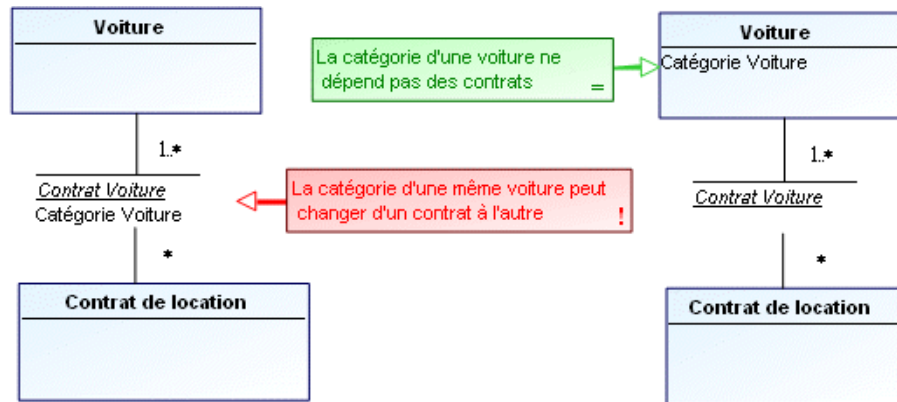 Voiture
1..*
Contrat Voiture
Catégorie Voiture
*
Contrat de location
La catégorie d'une voiture ne
dépend pas des contrats
=
La catégorie d'une même voiture peut
changer d'un contrat à l'autre
!
Voiture
Catégorie Voiture
1..*
Contrat Voiture
*
Contrat de location